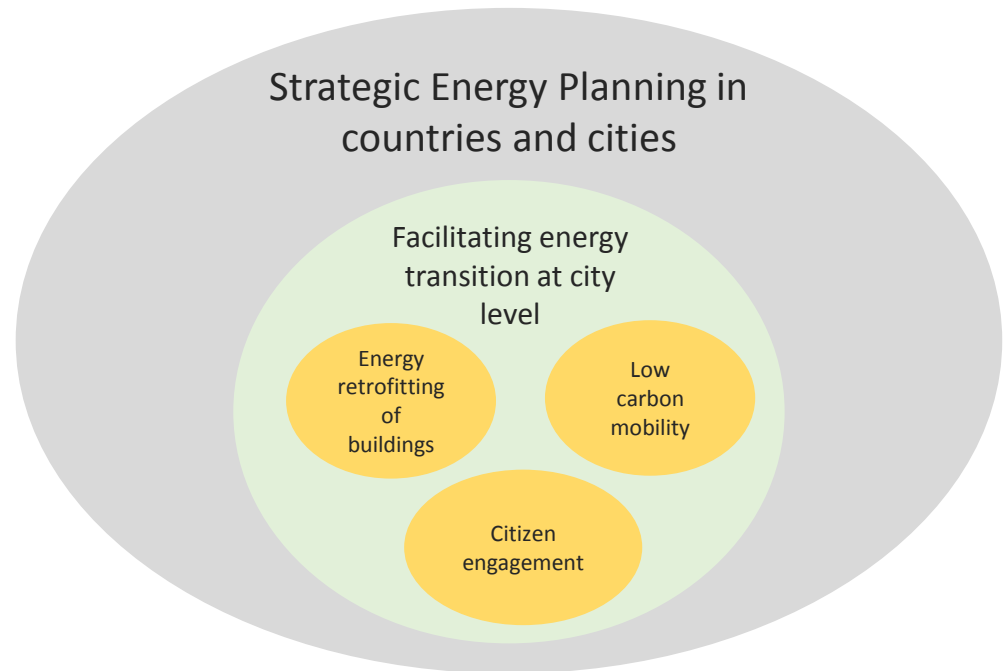 Strategic Energy Planning in
countries and cities
Facilitating energy
transition at city
level
Energy
retrofitting
of
buildings
Low
carbon
mobility
Citizen
engagement